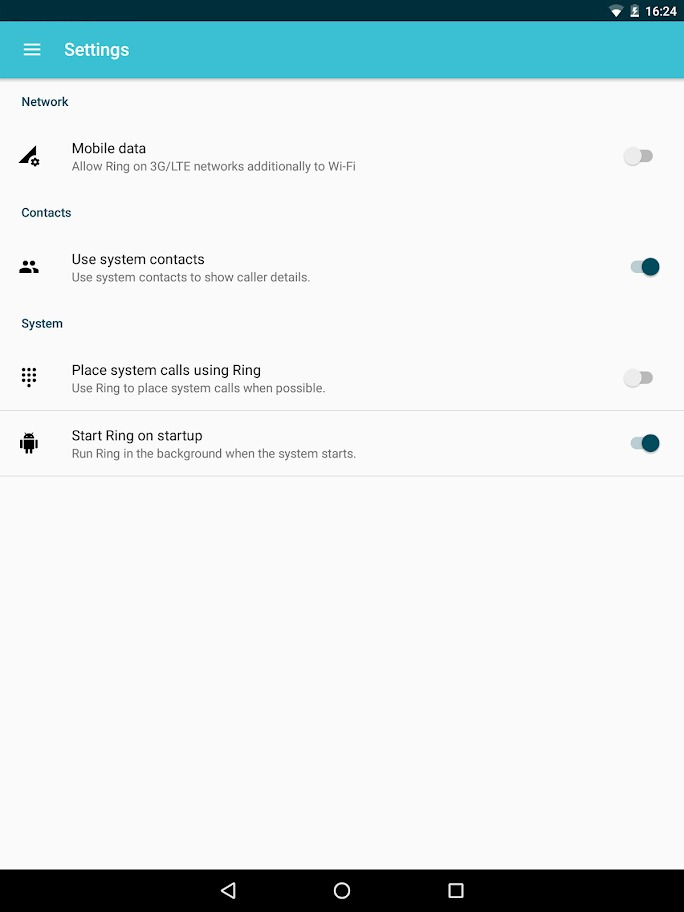 16:24
Settings
Network
Mobile data
Allow Ring on 3G/LTE networks additionally to Wi-Fi
Contacts
Use system contacts
Use system contacts to show caller details.
System
Place system calls using Ring
Use Ring to place system calls when possible.
Start Ring on startup
Run Ring in the background when the system starts.